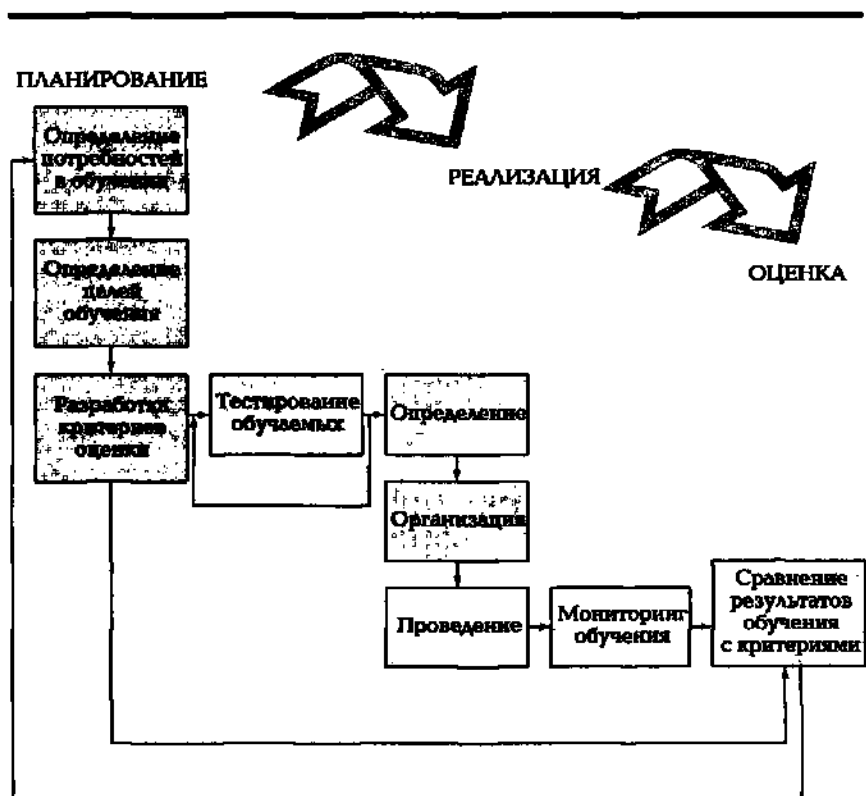 ПЛАНИРОВАНИЕ
Определение
потребностей
в обучении
РЕАЛИЗАЦИЯ
ОЦЕНКА
Определение
целей
обучения
Разработка
критериев
оценки
Тестирование
обучаемых
Определение
Организация
Проведение
Мониторинг
обучения
Сравнение
результатов
обучения
с критериями